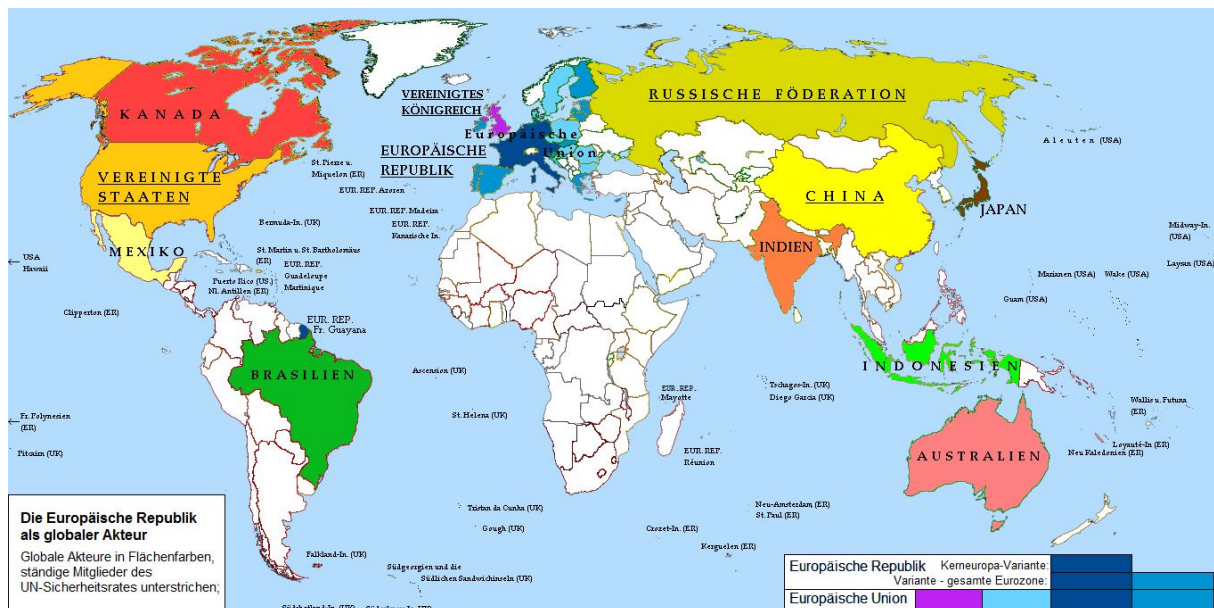 KANADA
VEREINIGTE
STAATEN
MEXIKO
USA
Hawaii
Clipperton (ER)
Fr. Polynesien
(ER)
Pitcairn (UK)
St. Pierre u.
Miquelon (ER)
Bermuda-In. (UK)
St. Martin u. St. Bartholomäus
(ER)
EUR. REP.
Guadeloupe
Martinique
Puerto Rico (US.)
Nl. Antillen (ER)
EUR. REP.
Fr. Guayana
BRASILIEN
VEREINIGTES
KÖNIGREICH
Europäische
Union
EUROPÄISCHE
REPUBLIK
EUR. REP. Azoren
EUR. REP. Madeira
EUR. REP.
Kanarische In.
Ascension (UK)
St. Helena (UK)
Tristan da Cunha (UK)
Gough (UK)
Falkland-In. (UK)
Südgeorgien und die
Südlichen Sandwichinseln (UK)
RUSSISCHE FÖDERATION
CHINA
JAPAN
INDIEN
INDONESIEN
AUSTRALIEN
Aleuten (USA)
Midway-In.
(USA)
Laysan (USA)
Marianen (USA)
Wake (USA)
Guam (USA)
EUR. REP.
Mayotte
EUR. REP.
Réunion
Tschagos-In. (UK)
Diego Garcia (UK)
Wallis u. Futuna
(ER)
Loyauté-In (ER)
Neu Kaledonien (ER)
Neu-Amsterdam (ER)
St. Paul (ER)
Crozet-In. (ER)
Kerguelen (ER)
Die Europäische Republik
als globaler Akteur
Globale Akteure in Flächenfarben,
ständige Mitglieder des
UN-Sicherheitsrates unterstrichen;
Europäische Republik Kerneuropa-Variante:
Variante - gesamte Eurozone:
Europäische Union